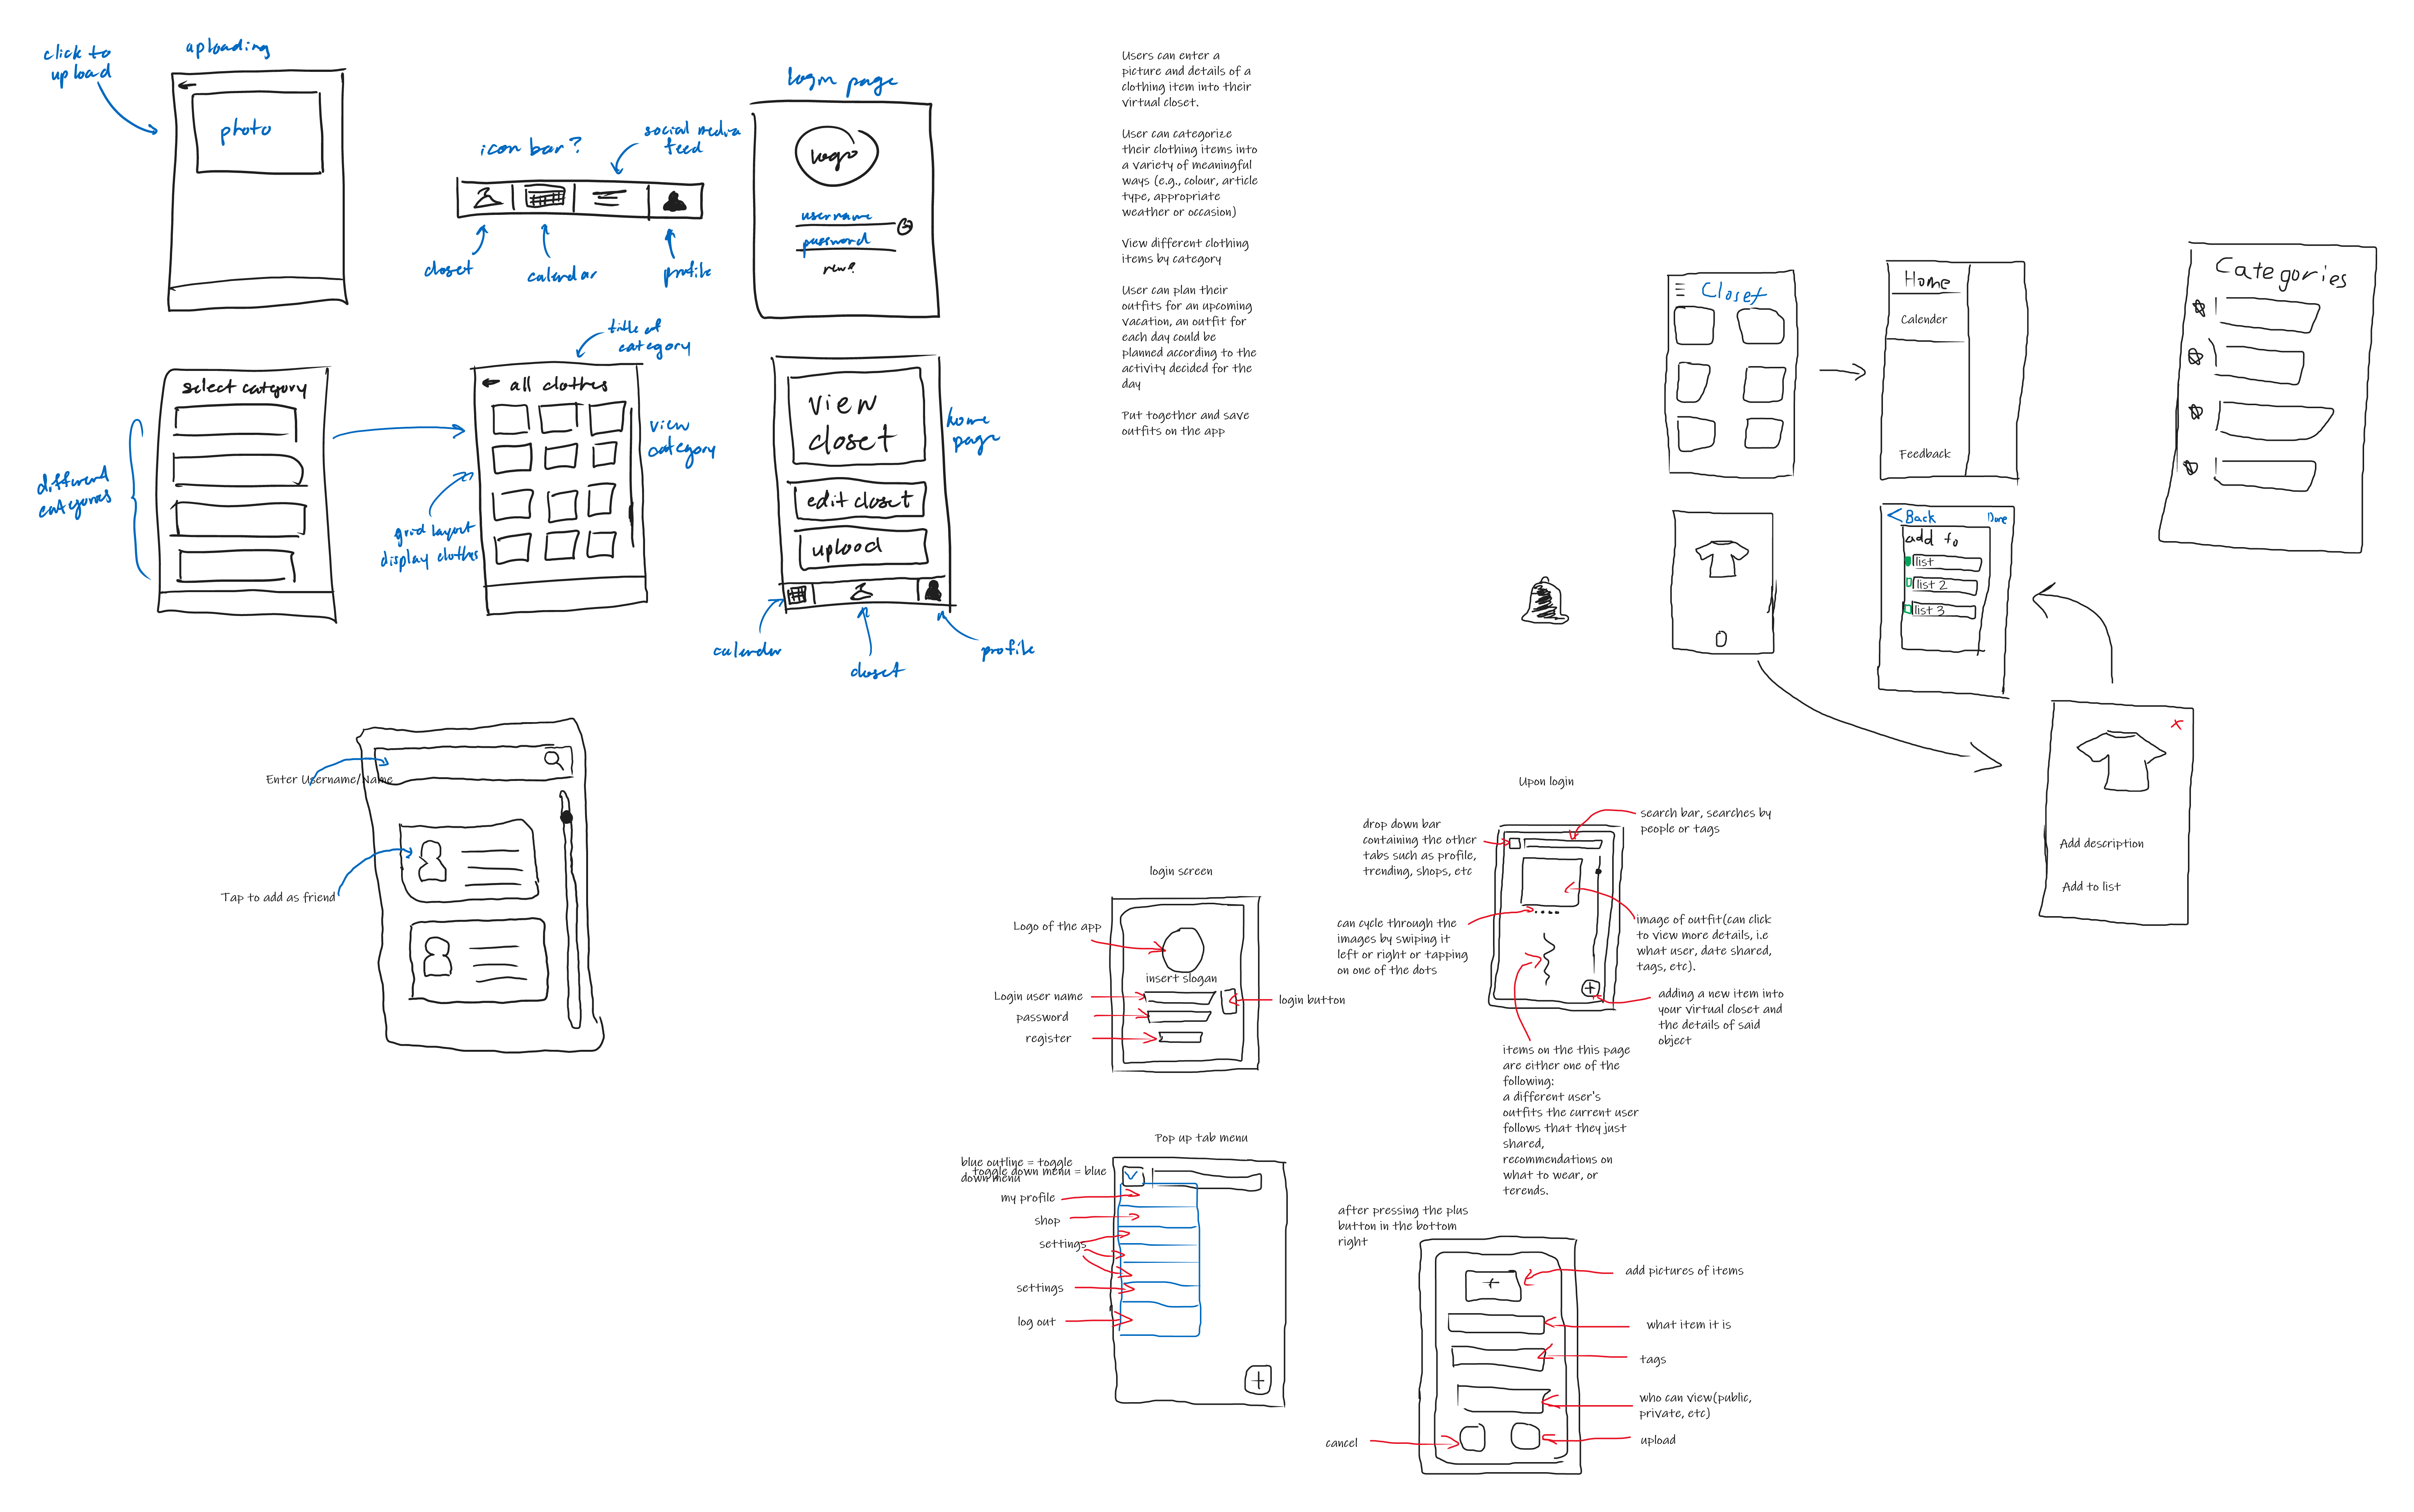 click to
upload
uploading
photo
icon bar?
social media
feed
closet
calendar
profile
login page
logo
username
password
new?
select category
different
categories
title of
category
all clothes
view
category
grid layout
display clothes
view
closet
edit closet
upload
home
page
calendar
closet
profile
Enter Username/Name
Tap to add as friend
Users can enter a
picture and details of a
clothing item into their
virtual closet.
User can categorize
their clothing items into
a variety of meaningful
ways (e.g., colour, article
type, appropriate
weather or occasion)
View different clothing
items by category
User can plan their
outfits for an upcoming
vacation, an outfit for
each day could be
planned according to the
activity decided for the
day
Put together and save
outfits on the app
Closet
Home
Calender
Feedback
Categories
Back
Done
add to
list
list 2
list 3
x
Add description
Add to list
login screen
Logo of the app
insert slogan
Login user name
password
register
login button
Upon login
drop down bar
containing the other
tabs such as profile,
trending, shops, etc
search bar, searches by
people or tags
can cycle through the
images by swiping it
left or right or tapping
on one of the dots
image of outfit(can click
to view more details, i.e
what user, date shared,
tags, etc).
adding a new item into
your virtual closet and
the details of said
object
items on the this page
are either one of the
following:
a different user's
outfits the current user
follows that they just
shared,
recommendations on
what to wear, or
terends.
Pop up tab menu
blue outline = toggle
down menu
toggle down menu = blue
my profile
shop
settings
settings
log out
after pressing the plus
button in the bottom
right
add pictures of items
what item it is
tags
who can view(public,
private, etc)
cancel
upload